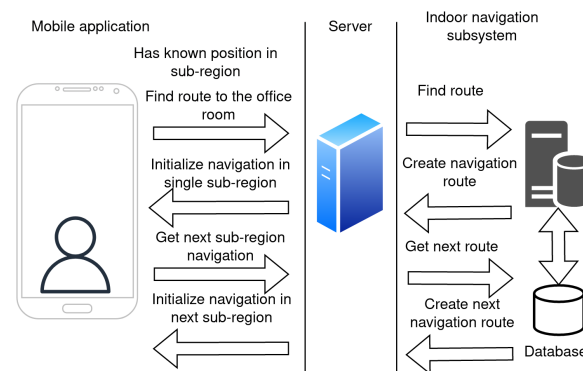 Mobile application
Server
Indoor navigation
subsystem
Has known position in
sub-region
Find route to the office
room
Find route
Initialize navigation in
single sub-region
Create navigation
route
Get next sub-region
navigation
Get next route
Initialize navigation in
next sub-region
Create next
navigation route
Database